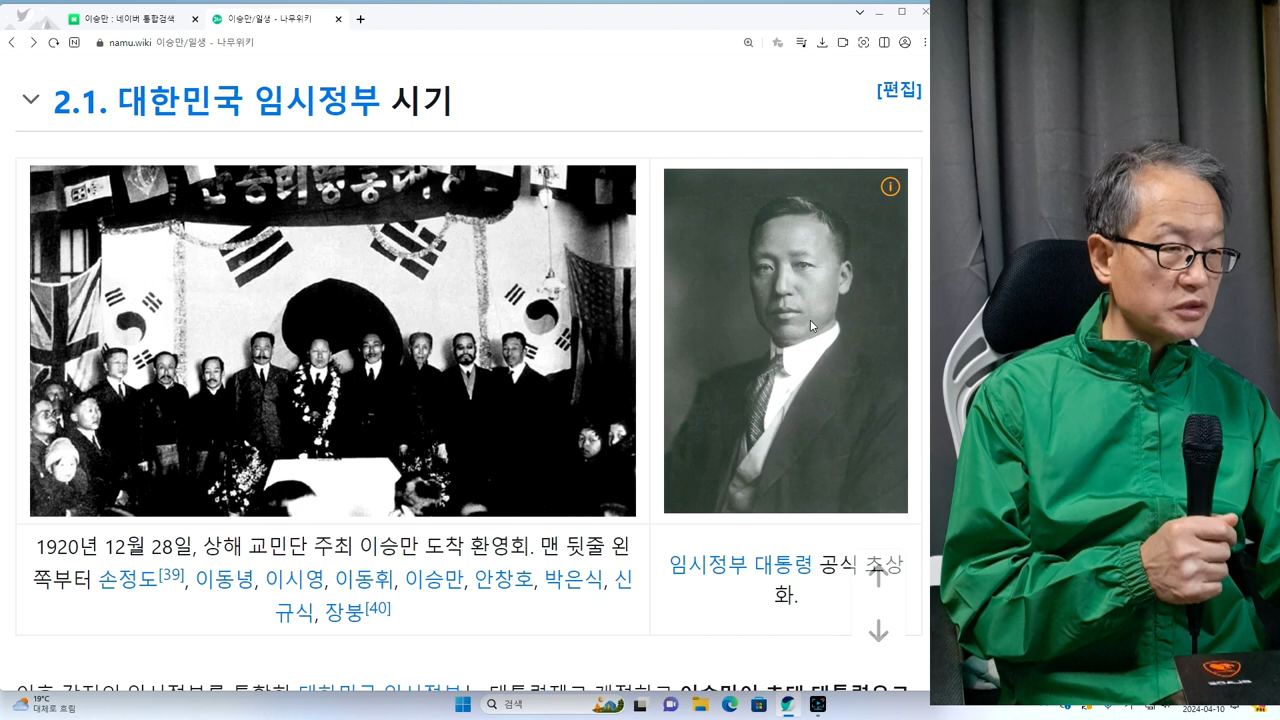 이승만 : 네이버 통합검색
이승만/일생 - 나무위키
namu.wiki 이승만/일생 - 나무위키
2.1. 대한민국 임시정부 시기
[편집]
1920년 12월 28일, 상해 교민단 주최 이승만 도착 환영회. 맨 뒷줄 왼
쪽부터 손정도[39], 이동녕, 이시영, 이동휘, 이승만, 안창호, 박은식, 신
규식, 장붕[40]
임시정부 대통령 공식 초상
화.
19°C
대체로 흐림
검색
2024-04-10